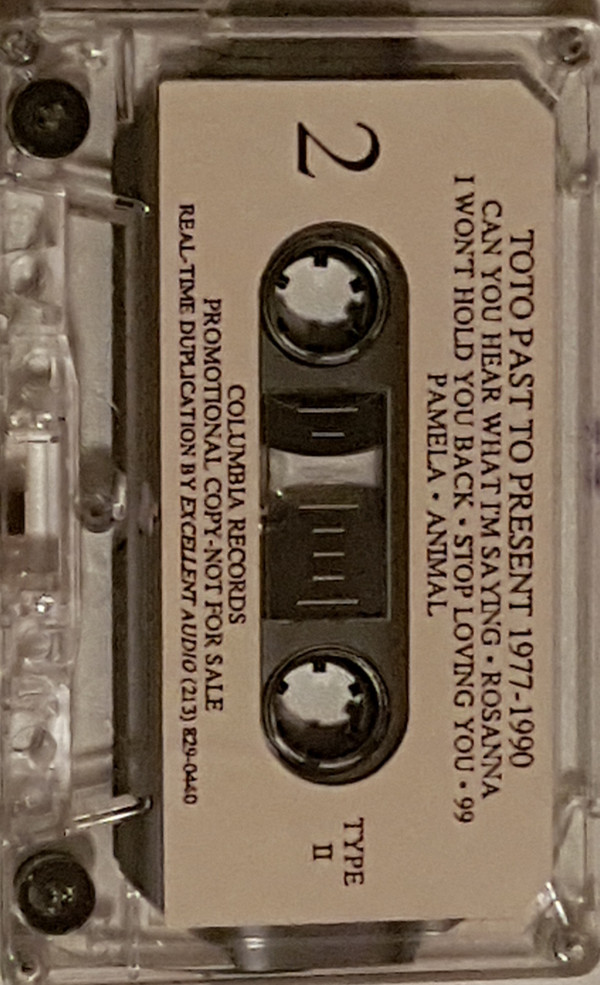 TOTO PAST TO PRESENT 1977-1990
CAN YOU HEAR WHAT I'M SAYING • ROSANNA
I WON'T HOLD YOU BACK • STOP LOVING YOU • 99
PAMELA • ANIMAL
2
TYPE
II
COLUMBIA RECORDS
PROMOTIONAL COPY-NOT FOR SALE
REAL-TIME DUPLICATION BY EXCELLENT AUDIO (213) 829-0440